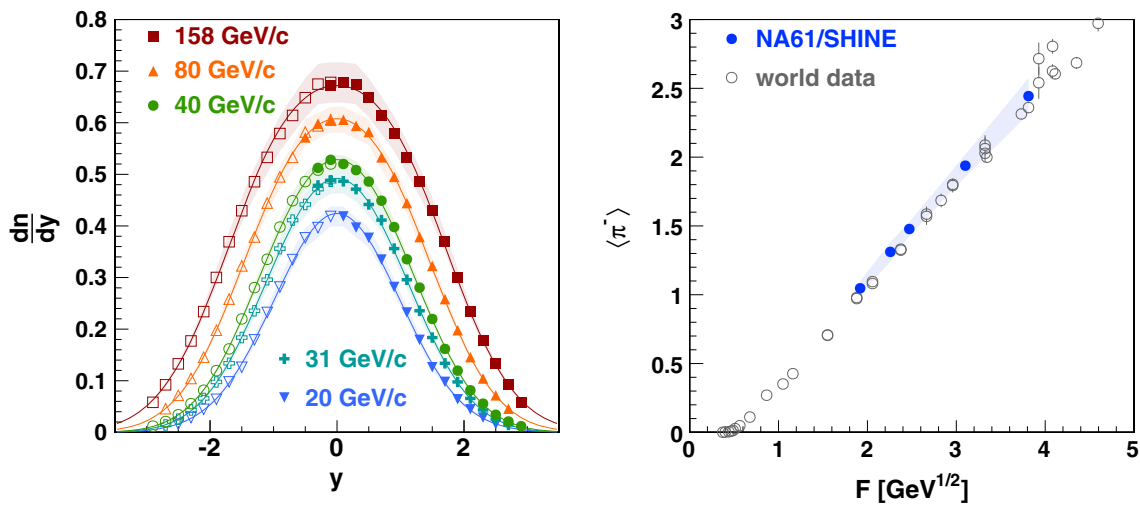 0.8
0.7
0.6
0.5
0.4
0.3
0.2
0.1
0
dn
dy
158 GeV/c
80 GeV/c
40 GeV/c
31 GeV/c
20 GeV/c
-2 0 2
y
3
2.5
2
1.5
1
0.5
0
⟨π⁻⟩
NA61/SHINE
world data
0 1 2 3 4 5
F [GeV^{1/2}]